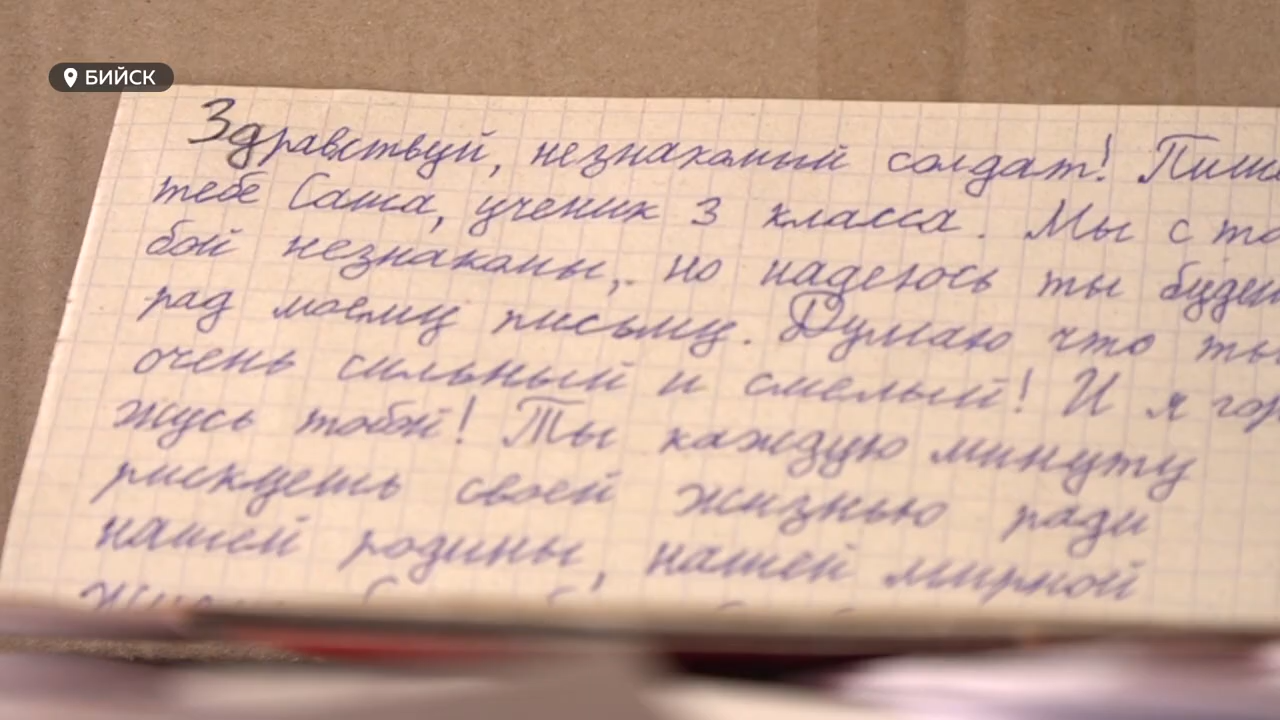 БИЙСК
Здравствуй, незнакомый солдат! Пиш
тебе Саша, ученик 3 класса. Мы с то
бой незнакомы, но надеюсь ты будеш
рад моему письму. Думаю что ты
очень сильный и смелый! И я гор
жусь тобой! Ты каждую минуту
рискуешь своей жизнью ради
нашей родины, нашей мирной